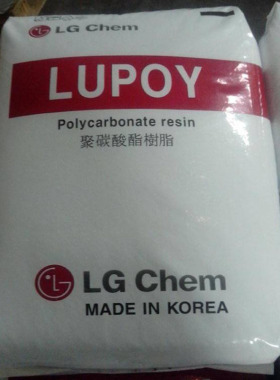 LG Chem
LUPOY
Polycarbonate resin
聚碳酸酯樹脂
LG Chem
MADE IN KOREA